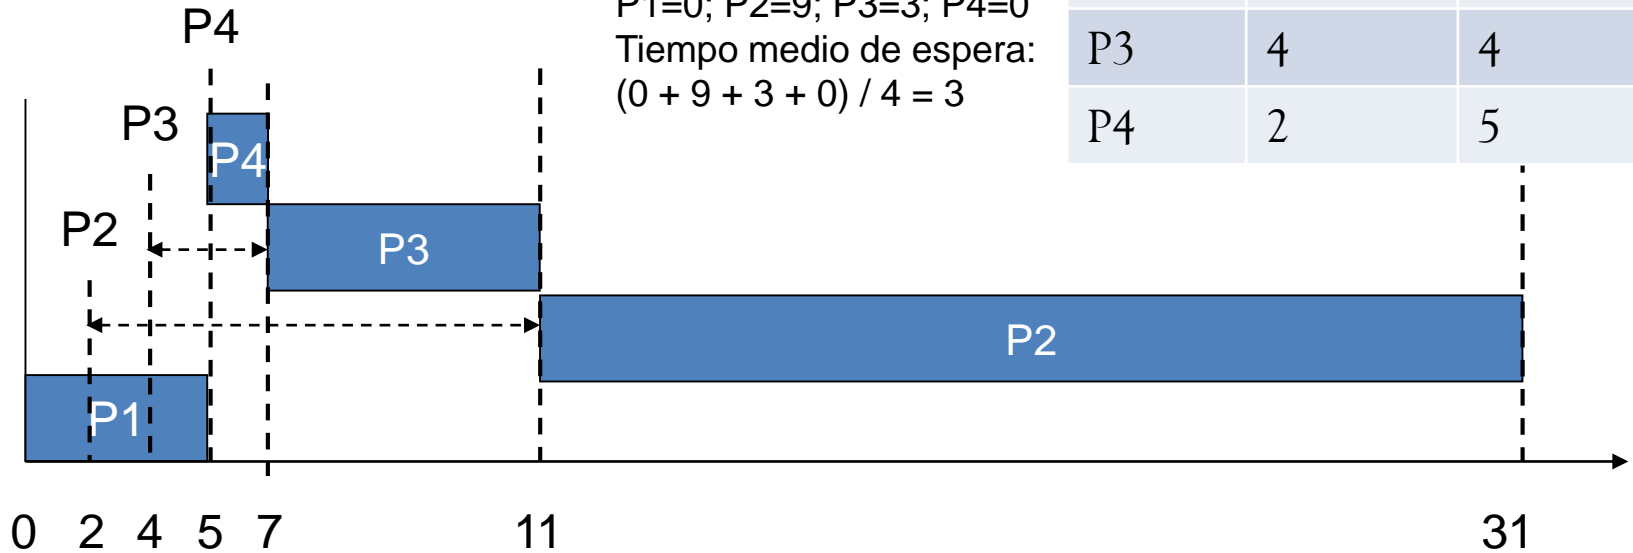 P1=0; P2=9; P3=3; P4=0
Tiempo medio de espera:
(0 + 9 + 3 + 0) / 4 = 3
P3 4 4
P4 2 5
P4
P3
P4
P2
P3
P2
P1
0 2 4 5 7 11 31